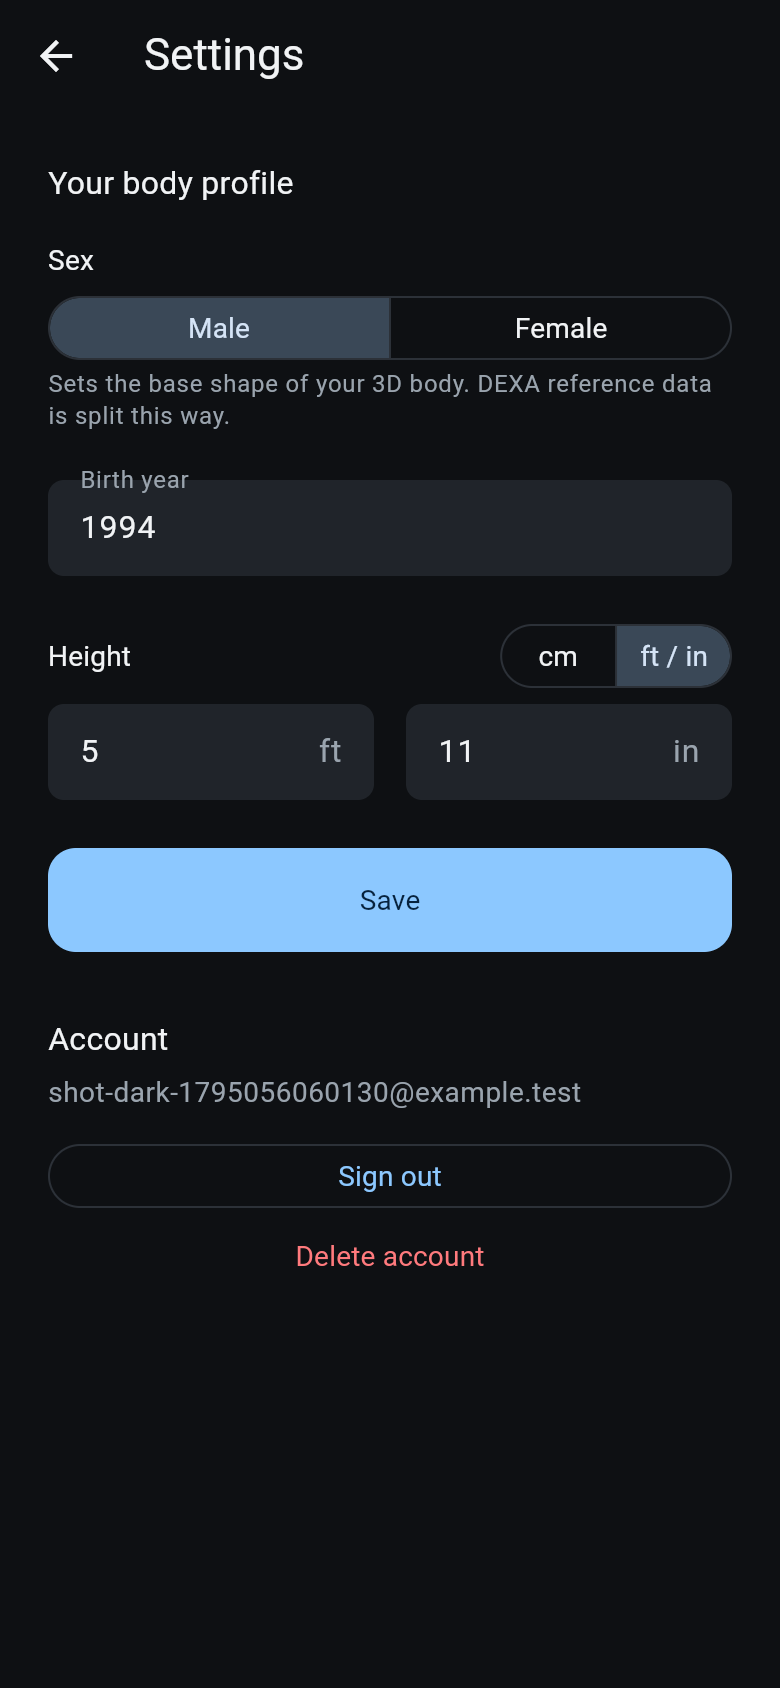 Settings
Your body profile
Sex
Male Female
Sets the base shape of your 3D body. DEXA reference data
is split this way.
Birth year
1994
Height cm ft / in
5 ft 11 in
Save
Account
shot-dark-1795056060130@example.test
Sign out
Delete account